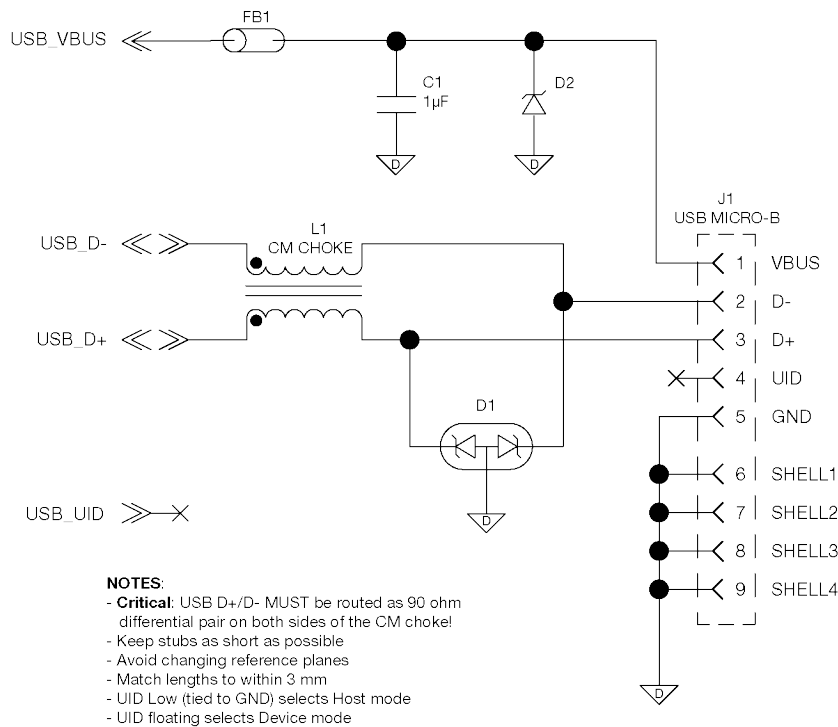 FB1
USB_VBUS
C1
1µF
D2
D
D
J1
USB MICRO-B
L1
CM CHOKE
USB_D-
1 VBUS
2 D-
USB_D+
3 D+
4 UID
D1
5 GND
6 SHELL1
USB_UID
D
7 SHELL2
8 SHELL3
9 SHELL4
NOTES:
- Critical: USB D+/D- MUST be routed as 90 ohm
differential pair on both sides of the CM choke!
- Keep stubs as short as possible
- Avoid changing reference planes
- Match lengths to within 3 mm
- UID Low (tied to GND) selects Host mode
- UID floating selects Device mode
D